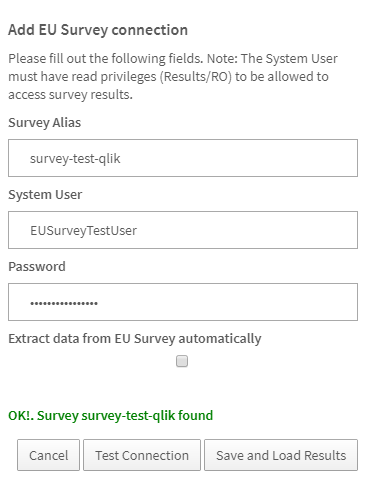 Add EU Survey connection
Please fill out the following fields. Note: The System User
must have read privileges (Results/RO) to be allowed to
access survey results.
Survey Alias
survey-test-qlik
System User
EUSurveyTestUser
Password
••••••••••••••••
Extract data from EU Survey automatically
OK!. Survey survey-test-qlik found
Cancel
Test Connection
Save and Load Results